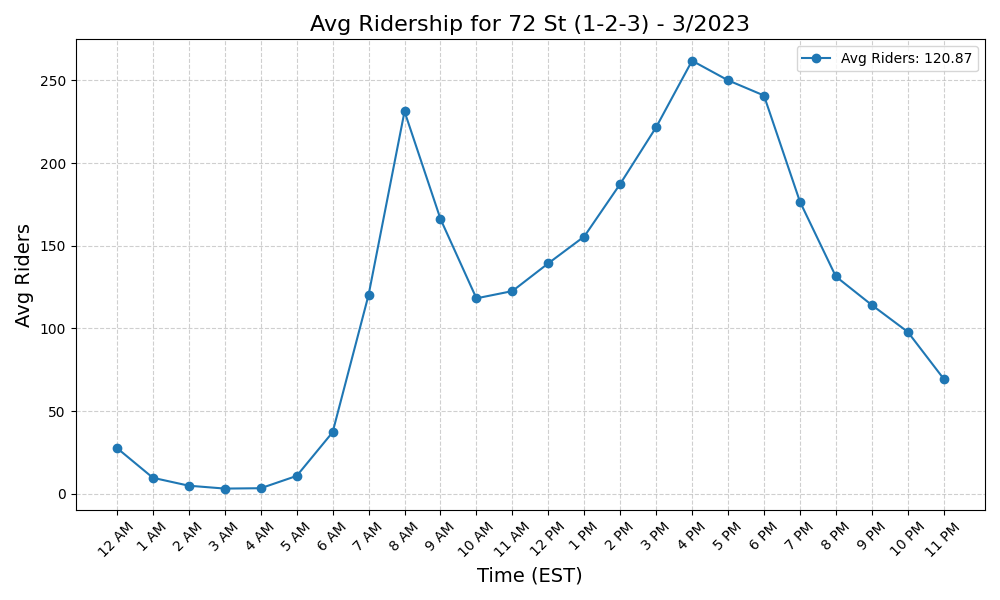 Avg Ridership for 72 St (1-2-3) - 3/2023
Avg Riders: 120.87
250
200
150
100
50
0
Avg Riders
12 AM
1 AM
2 AM
3 AM
4 AM
5 AM
6 AM
7 AM
8 AM
9 AM
10 AM
11 AM
12 PM
1 PM
2 PM
3 PM
4 PM
5 PM
6 PM
7 PM
8 PM
9 PM
10 PM
11 PM
Time (EST)